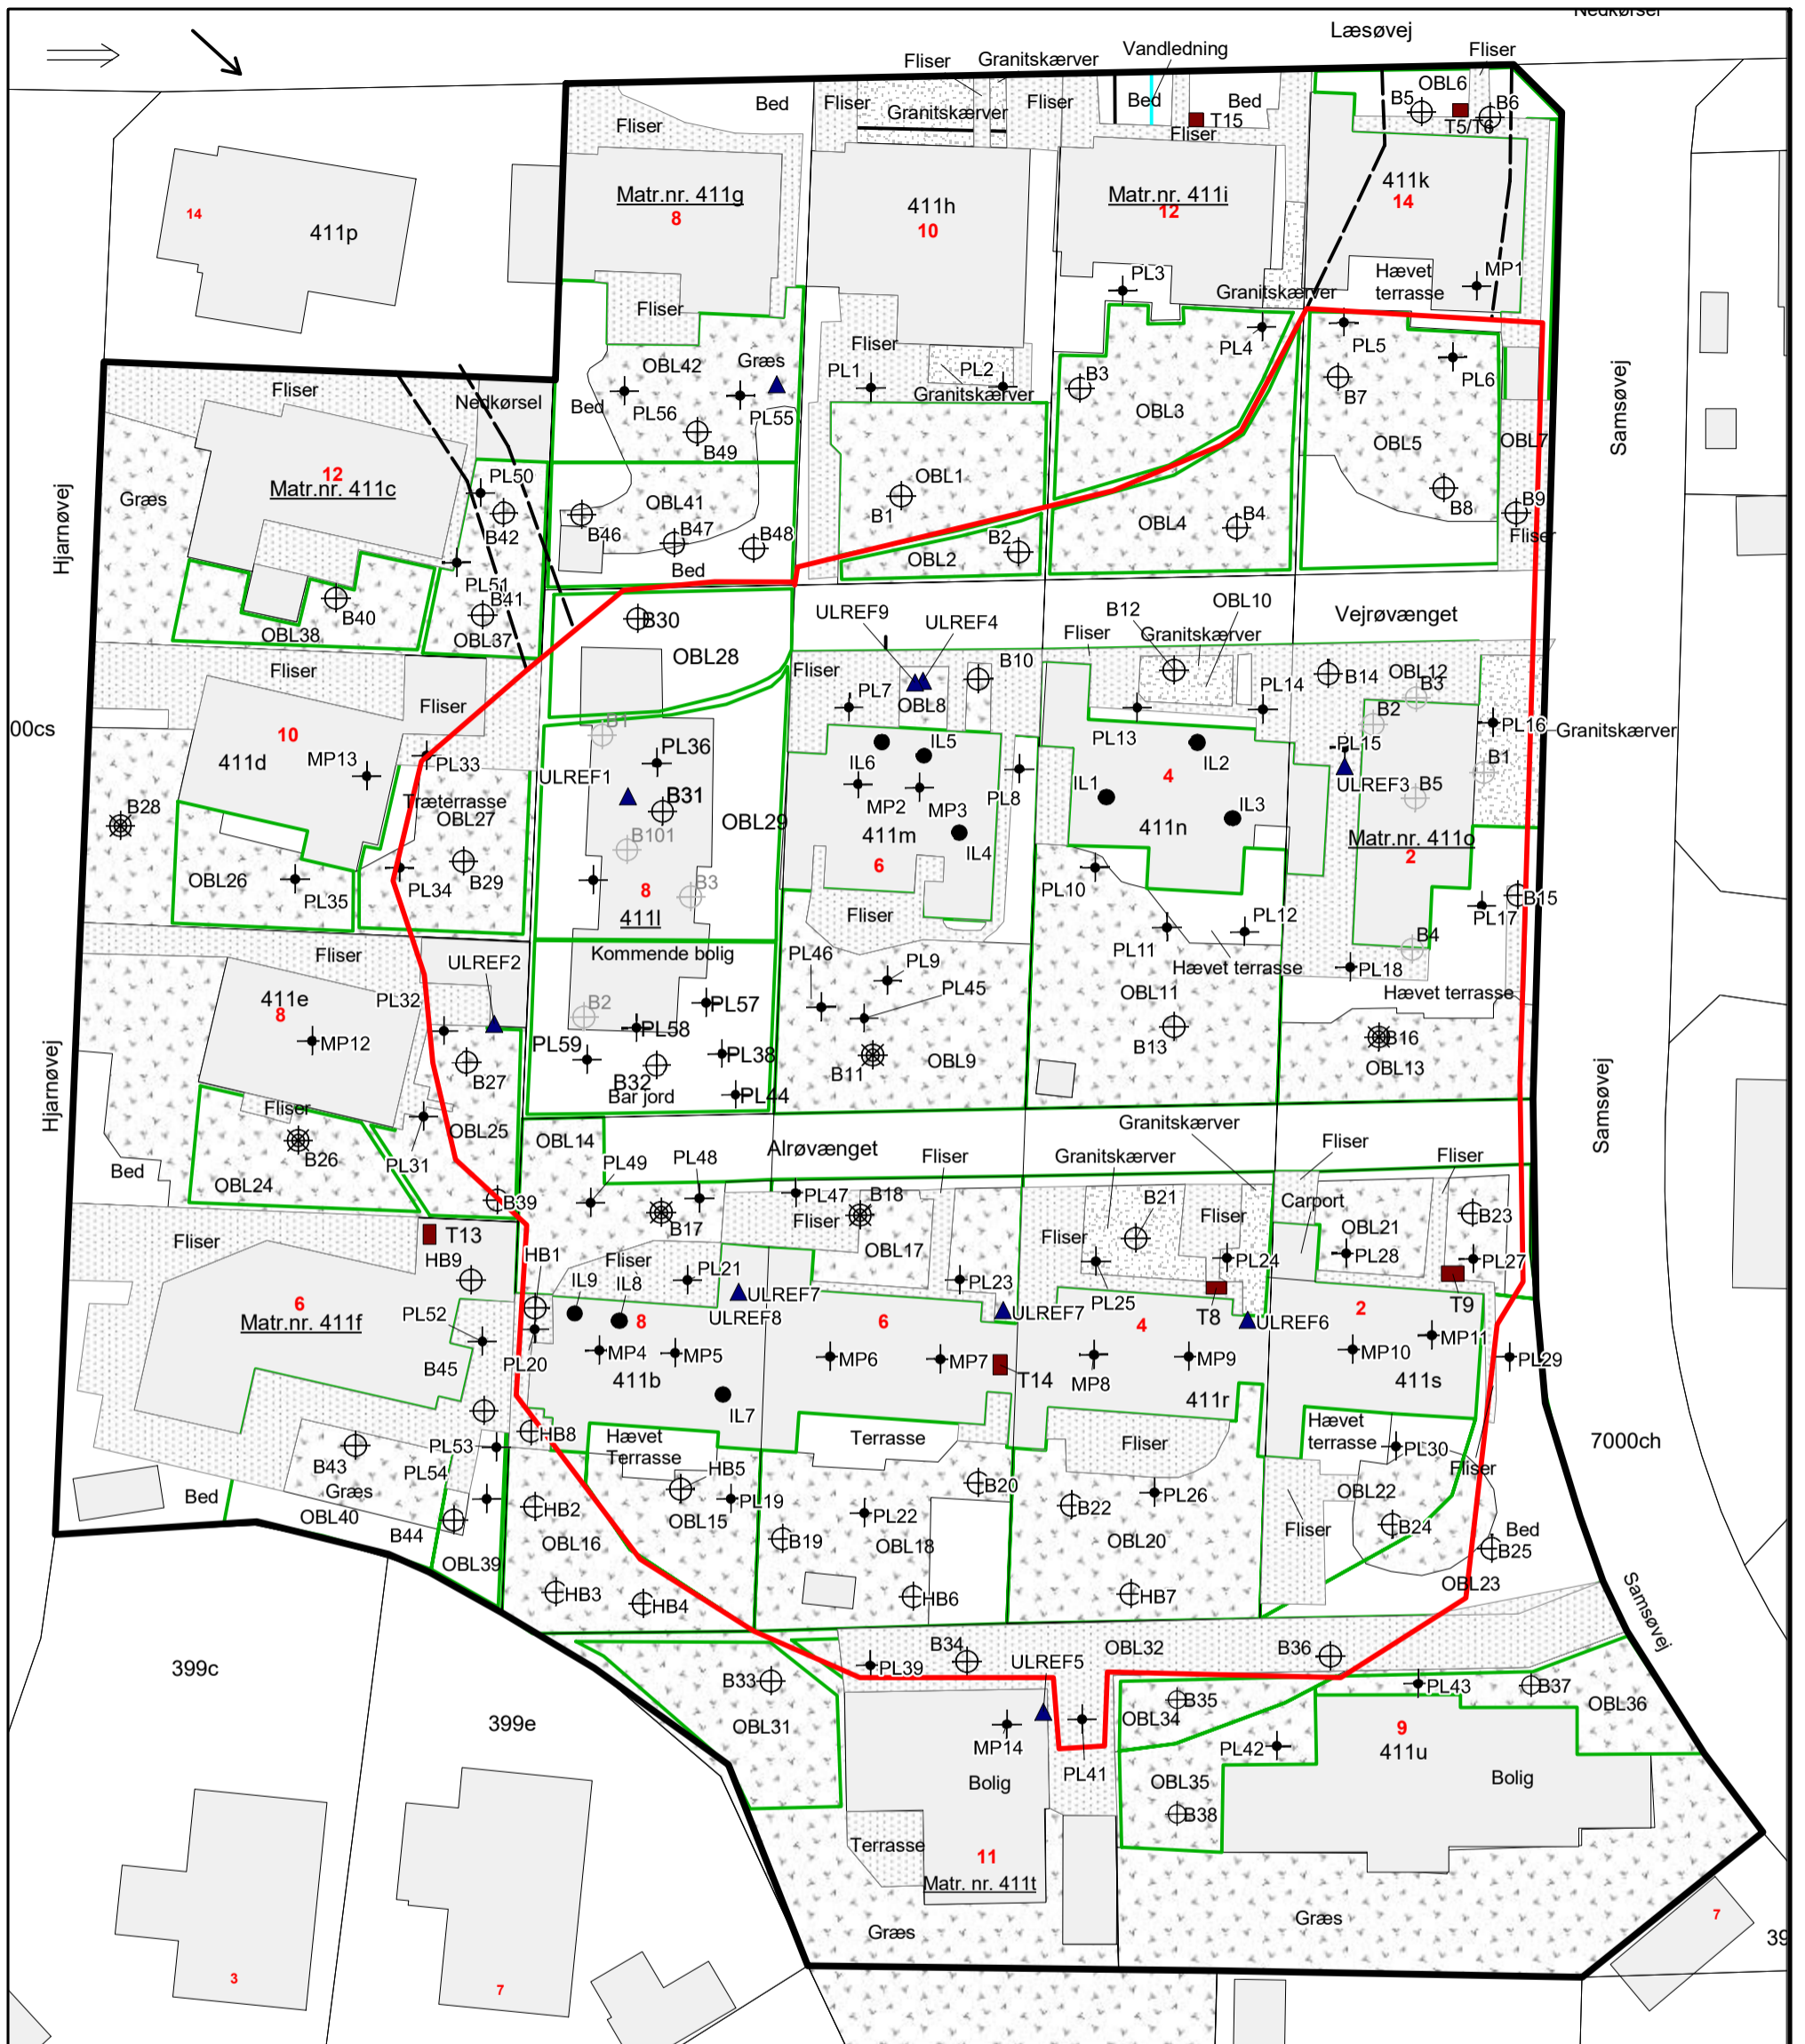 Nedkørsel
Læsøvej
Fliser
Granitskærver
Vandledning
Fliser
Bed
Fliser
Granitskærver
Fliser
Bed
Bed
OBL6
B5
B6
Fliser
T15
Fliser
T5/T6
14
411p
Matr.nr. 411g
8
411h
10
Matr.nr. 411i
12
411k
14
PL3
Hævet
terrasse
MP1
Granitskærver
Fliser
Fliser
PL4
PL5
OBL42
Græs
PL1
PL2
PL6
Samsøvej
Fliser
Nedkørsel
Bed
PL56
PL55
Granitskærver
B3
B7
OBL3
B49
OBL5
OBL7
12
Matr.nr. 411c
Græs
PL50
OBL41
OBL1
B42
B46
B47
B48
B1
B4
B8
B9
Hjarnøvej
OBL4
Fliser
B2
OBL2
PL51
Bed
B40
B41
OBL38
OBL37
B30
ULREF9
ULREF4
B12
OBL10
Vejrøvænget
Fliser
Granitskærver
OBL28
Fliser
Fliser
B10
B14
OBL12
B3
PL7
OBL8
PL14
B2
PL16
00cs
10
411d
Fliser
B1
PL13
Granitskærver
MP13
PL33
PL36
IL5
IL6
IL2
PL15
B1
ULREF1
ULREF3
4
Træterrasse
OBL27
B31
MP2
MP3
PL8
IL1
IL3
B5
B28
OBL29
411m
411n
Matr.nr. 411o
B101
IL4
2
6
OBL26
PL34
B29
PL10
PL35
8
B3
411l
B15
Fliser
PL17
PL12
PL11
B4
Fliser
Kommende bolig
PL46
PL9
PL18
ULREF2
Hævet terrasse
PL32
411e
8
B2
PL57
PL45
OBL11
Hævet terrasse
PL58
MP12
PL59
PL38
B13
B16
B27
B32
B11
OBL9
OBL13
Hjarnøvej
Bar jord
PL44
Samsøvej
Fliser
OBL25
OBL14
Alrøvænget
Granitskærver
Fliser
B26
PL31
PL49
PL48
Fliser
Granitskærver
Fliser
Bed
OBL24
B39
PL47
B18
B21
Carport
B17
Fliser
B23
Fliser
T13
HB1
OBL17
Fliser
Fliser
OBL21
HB9
Fliser
IL9
IL8
PL21
PL23
PL24
PL28
PL27
6
Matr.nr. 411f
ULREF7
PL25
T8
T9
PL52
ULREF8
ULREF7
ULREF6
8
6
4
2
PL20
MP4
MP5
MP6
MP7
MP8
MP9
MP10
MP11
PL29
B45
411b
T14
411r
411s
IL7
HB8
Hævet
Terrasse
Terrasse
Fliser
Hævet
terrasse
PL30
7000ch
B43
PL53
PL54
Græs
HB5
Fliser
Bed
OBL40
HB2
PL19
B20
B22
PL26
OBL22
B44
OBL15
PL22
Fliser
B24
Bed
OBL16
B19
OBL18
OBL20
B25
OBL39
HB3
HB4
HB6
HB7
OBL23
Samsøvej
399c
B34
OBL32
B36
PL39
ULREF5
B33
PL43
B37
B35
OBL36
OBL31
OBL34
399e
9
MP14
PL42
411u
PL41
Bolig
OBL35
Bolig
B38
Terrasse
11
Matr. nr. 411t
Græs
Græs
7
39
3
7